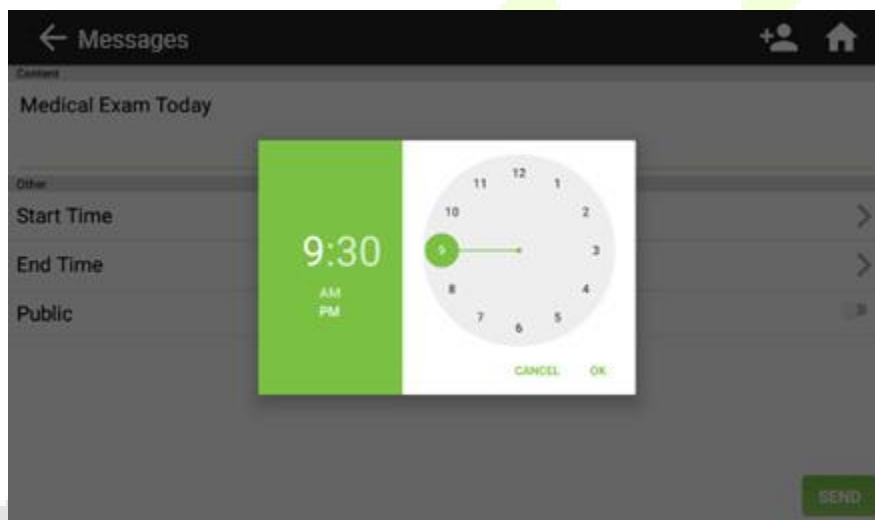 Messages
Content
Medical Exam Today
Other
Start Time
End Time
Public
9:30
AM
PM
12
1
2
3
4
5
6
7
8
9
10
11
CANCEL OK
SEND